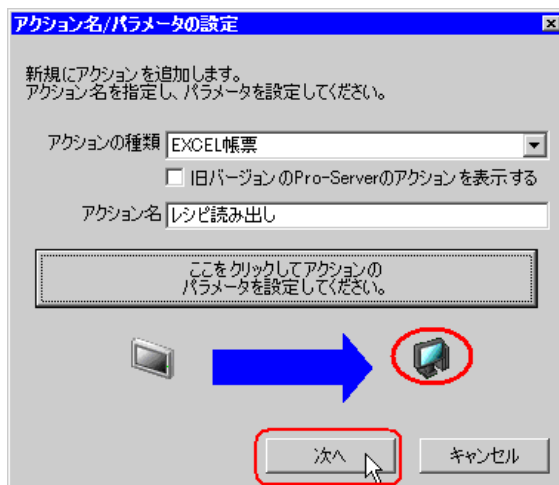 アクション名/パラメータの設定
新規にアクションを追加します。
アクション名を指定し、パラメータを設定してください。
アクションの種類 EXCEL帳票
旧バージョンのPro-Serverのアクションを表示する
アクション名 レシピ読み出し
ここをクリックしてアクションの
パラメータを設定してください。
次へ キャンセル